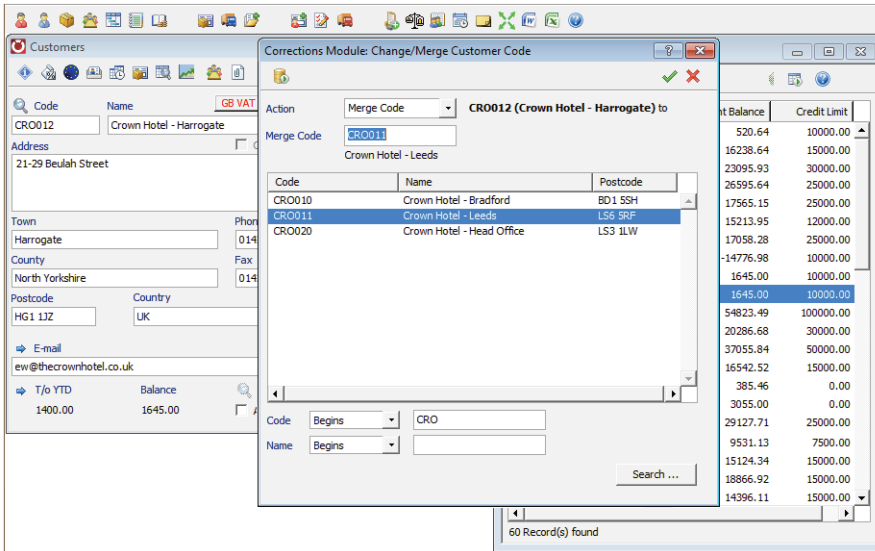 Customers
Code Name GB VAT
CRO012 Crown Hotel - Harrogate
Address
21-29 Beulah Street
Town Phon
Harrogate 014
County Fax
North Yorkshire 014
Postcode Country
HG1 1JZ UK
E-mail
ew@thecrownhotel.co.uk
T/o YTD Balance
1400.00 1645.00
Corrections Module: Change/Merge Customer Code
Action Merge Code CRO012 (Crown Hotel - Harrogate) to
Merge Code CRO011
Crown Hotel - Leeds
Code Name Postcode
CRO010 Crown Hotel - Bradford BD1 5SH
CRO011 Crown Hotel - Leeds LS6 5RF
CRO020 Crown Hotel - Head Office LS3 1LW
Code Begins CRO
Name Begins
Search ...
nt Balance Credit Limit
520.64 10000.00
16238.64 15000.00
23095.93 30000.00
26595.64 25000.00
17565.15 25000.00
15213.95 12000.00
17058.28 25000.00
-14776.98 10000.00
1645.00 10000.00
1645.00 10000.00
54823.49 100000.00
20286.68 30000.00
37055.84 50000.00
16542.52 15000.00
385.46 0.00
3055.00 0.00
29127.71 25000.00
9531.13 7500.00
15124.34 15000.00
18866.92 15000.00
14396.11 15000.00
60 Record(s) found